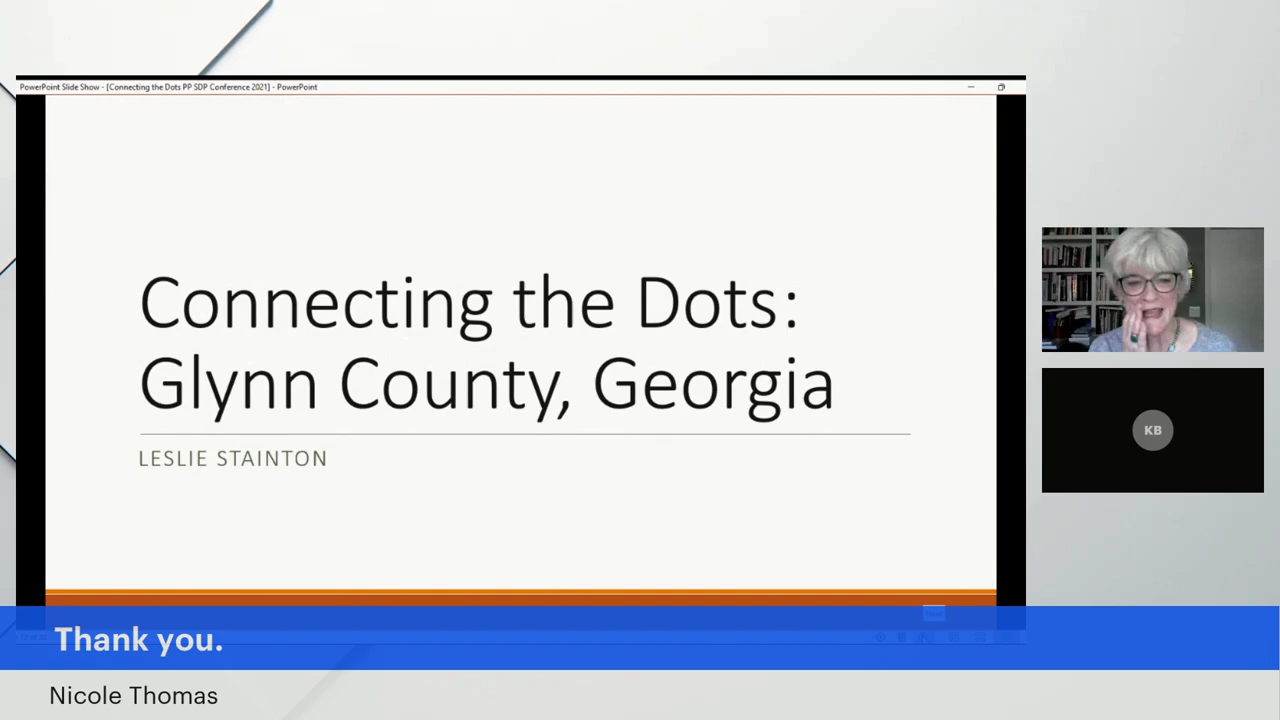 PowerPoint Slide Show - [Connecting the Dots PP SDP Conference 2021] - PowerPoint
Connecting the Dots:
Glynn County, Georgia
LESLIE STAINTON
KB
Thank you.
Nicole Thomas